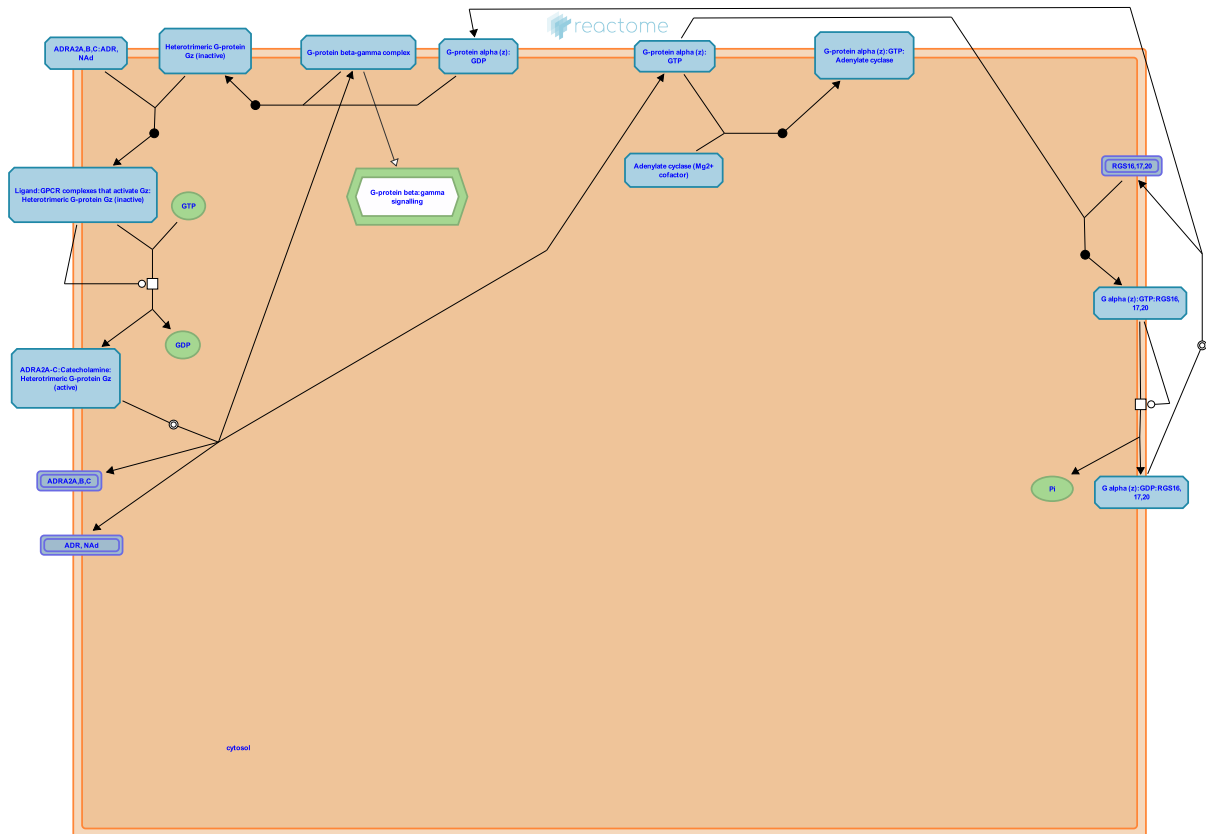 reactome
ADRA2A,B,C:ADR,
NAd
Heterotrimeric G-protein
Gz (inactive)
G-protein beta-gamma complex
G-protein alpha (z):
GDP
G-protein alpha (z):
GTP
G-protein alpha (z):GTP:
Adenylate cyclase
Adenylate cyclase (Mg2+
cofactor)
RGS16,17,20
Ligand:GPCR complexes that activate Gz:
Heterotrimeric G-protein Gz (inactive)
GTP
G-protein beta:gamma
signalling
G alpha (z):GTP:RGS16,
17,20
GDP
ADRA2A-C:Catecholamine:
Heterotrimeric G-protein Gz
(active)
ADRA2A,B,C
Pi
G alpha (z):GDP:RGS16,
17,20
ADR, NAd
cytosol